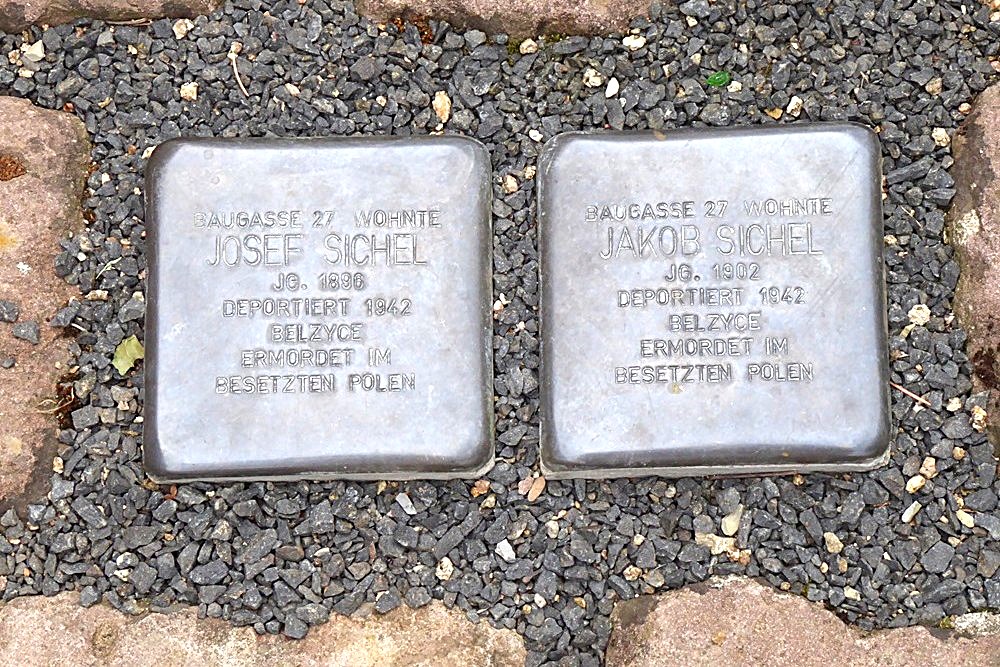 BAUGASSE 27 WOHNTE
JOSEF SICHEL
JG. 1896
DEPORTIERT 1942
BELZYCE
ERMORDET IM
BESETZTEN POLEN
BAUGASSE 27 WOHNTE
JAKOB SICHEL
JG. 1902
DEPORTIERT 1942
BELZYCE
ERMORDET IM
BESETZTEN POLEN